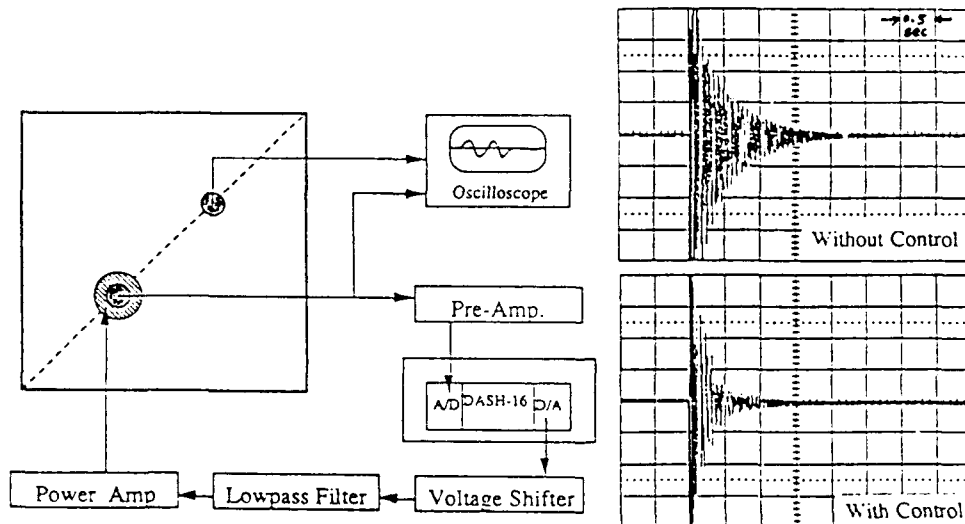 Oscilloscope
Pre-Amp.
A/D DASH-16 D/A
Voltage Shifter
Lowpass Filter
Power Amp
0.5
sec
Without Control
With Control